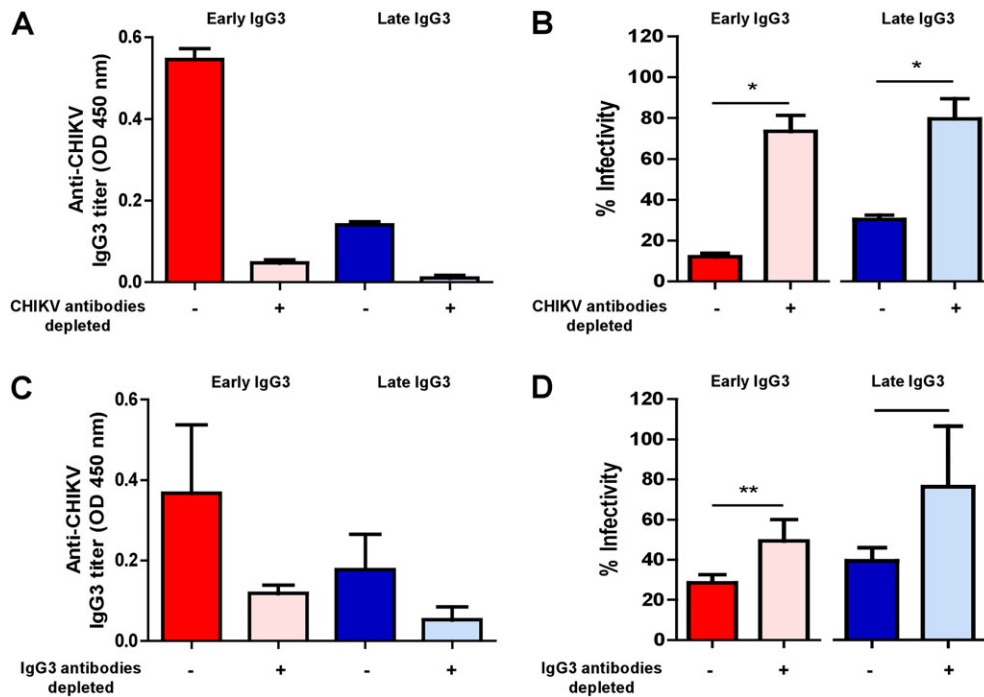 A
Early IgG3
Late IgG3
Anti-CHIKV
IgG3 titer (OD 450 nm)
0.6
0.4
0.2
0.0
CHIKV antibodies
depleted
-
+
-
+
B
Early IgG3
Late IgG3
% Infectivity
120
100
80
60
40
20
0
*
*
CHIKV antibodies
depleted
-
+
-
+
C
Early IgG3
Late IgG3
Anti-CHIKV
IgG3 titer (OD 450 nm)
0.6
0.4
0.2
0.0
IgG3 antibodies
depleted
-
+
-
+
D
Early IgG3
Late IgG3
% Infectivity
120
100
80
60
40
20
0
**
IgG3 antibodies
depleted
-
+
-
+